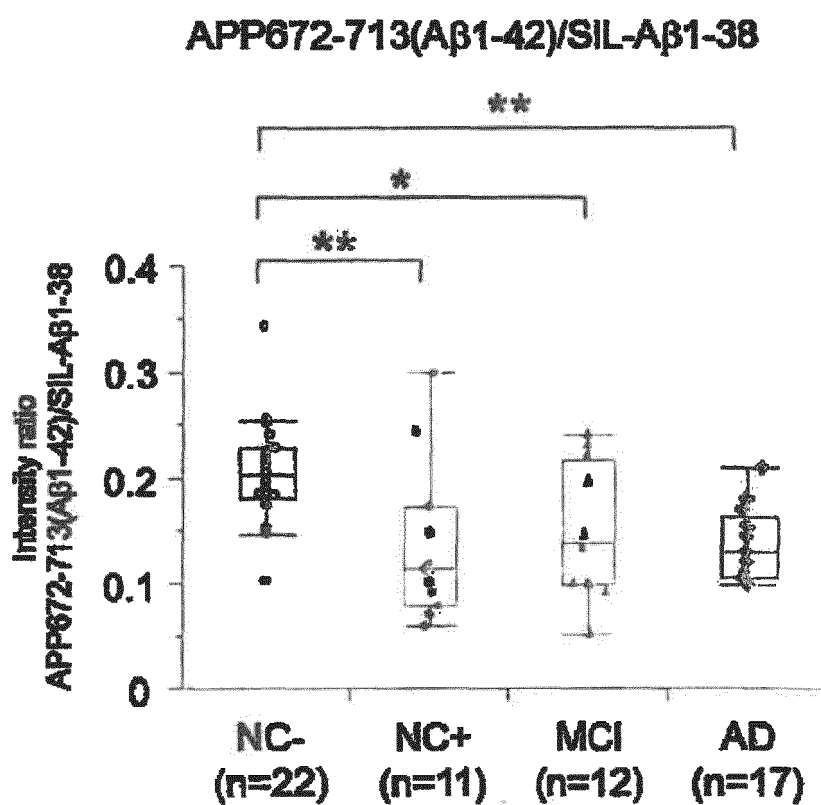 APP672-713(Aβ1-42)/SIL-Aβ1-38
**
*
**
Intensity ratio
APP672-713(Aβ1-42)/SIL-Aβ1-38
0.4
0.3
0.2
0.1
0
NC- NC+ MCI AD
(n=22) (n=11) (n=12) (n=17)